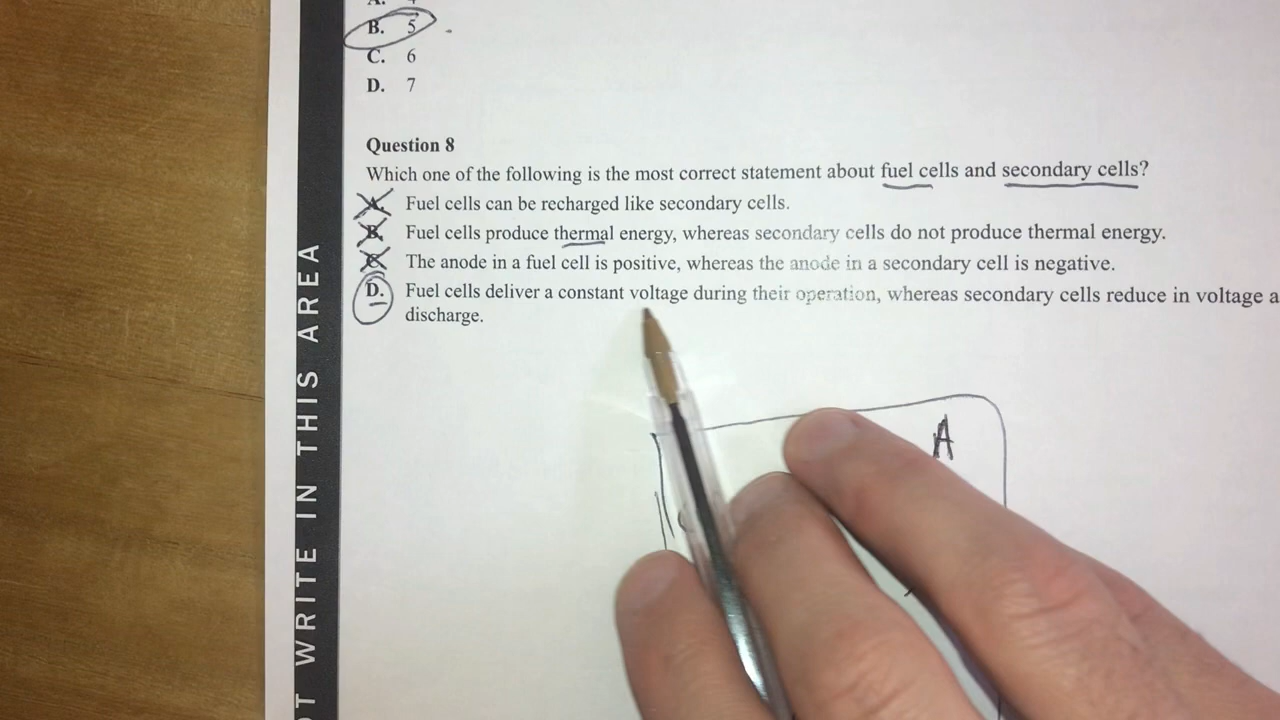 B. 5
C. 6
D. 7
Question 8
Which one of the following is the most correct statement about fuel cells and secondary cells?
A. Fuel cells can be recharged like secondary cells.
B. Fuel cells produce thermal energy, whereas secondary cells do not produce thermal energy.
C. The anode in a fuel cell is positive, whereas the anode in a secondary cell is negative.
D. Fuel cells deliver a constant voltage during their operation, whereas secondary cells reduce in voltage a
discharge.
A
OT WRITE IN THIS AREA